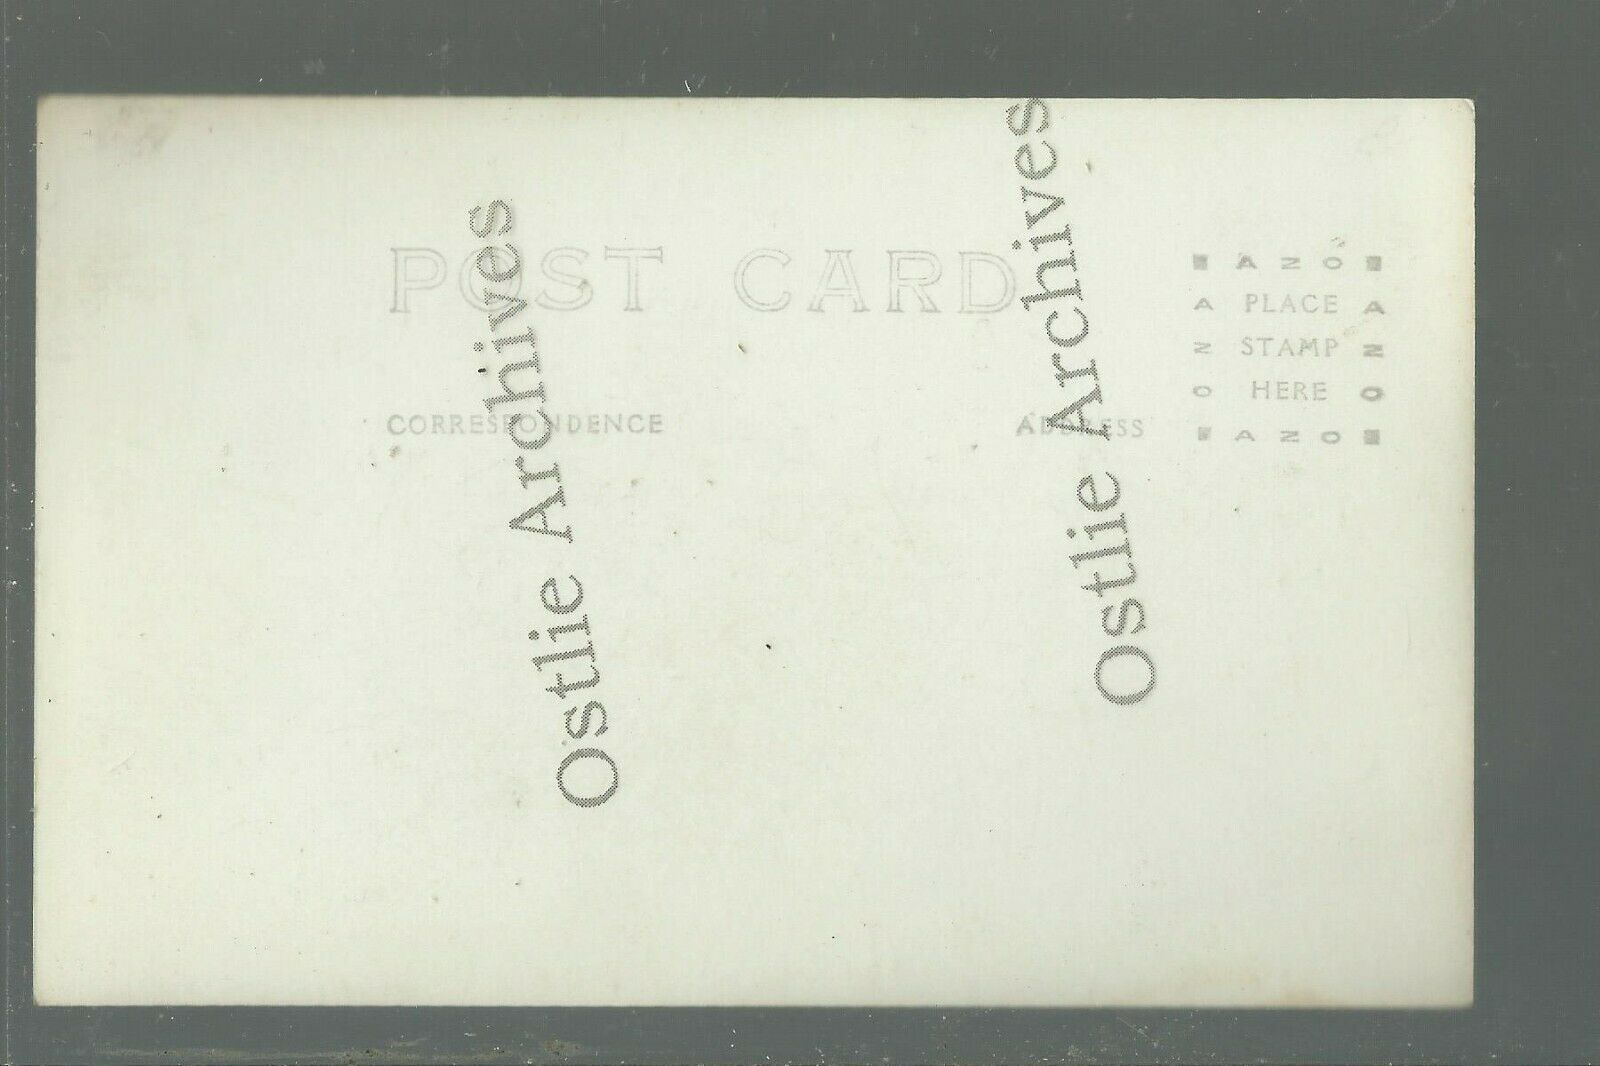 POST CARD
CORRESPONDENCE
ADDRESS
AZO
A PLACE A
Z STAMP Z
O HERE O
AZO
Ostlie Archives
Ostlie Archives